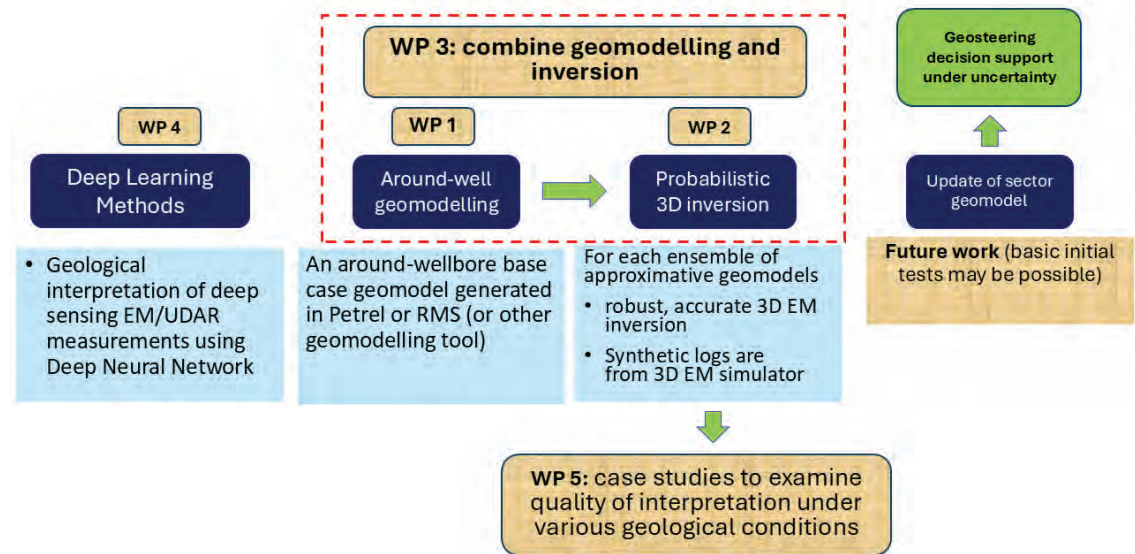 WP 3: combine geomodelling and
inversion
Geosteering
decision support
under uncertainty
WP 4
WP 1
WP 2
Deep Learning
Methods
Around-well
geomodelling
Probabilistic
3D inversion
Update of sector
geomodel
• Geological
interpretation of deep
sensing EM/UDAR
measurements using
Deep Neural Network
An around-wellbore base
case geomodel generated
in Petrel or RMS (or other
geomodelling tool)
For each ensemble of
approximative geomodels
• robust, accurate 3D EM
inversion
• Synthetic logs are
from 3D EM simulator
Future work (basic initial
tests may be possible)
WP 5: case studies to examine
quality of interpretation under
various geological conditions